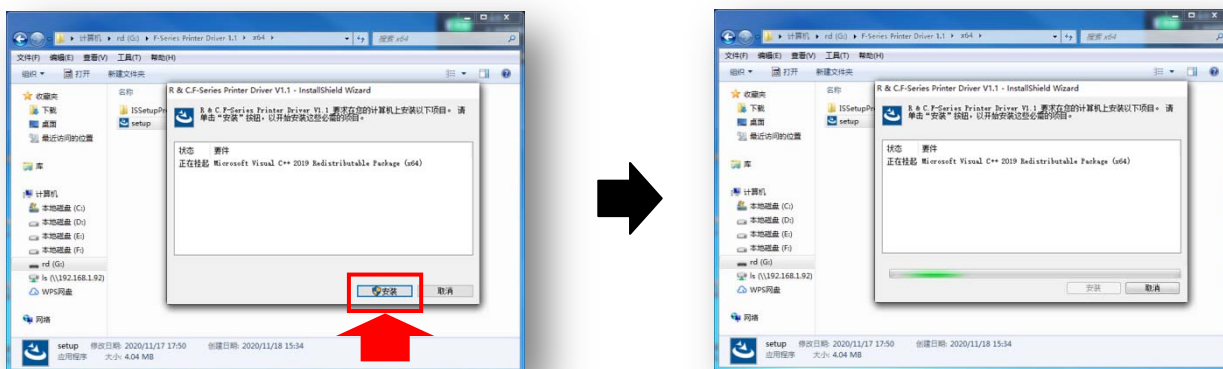 计算机 ▸ rd (G:) ▸ F-Series Printer Driver 1.1 ▸ x64 ▸
搜索 x64
文件(F) 编辑(E) 查看(V) 工具(T) 帮助(H)
组织 ▼ 打开 新建文件夹
收藏夹
下载
桌面
最近访问的位置
库
计算机
本地磁盘 (C:)
本地磁盘 (D:)
本地磁盘 (E:)
本地磁盘 (F:)
rd (G:)
ls (\\192.168.1.92)
WPS网盘
网络
名称
ISSetupPr
setup
R & C.F-Series Printer Driver V1.1 - InstallShield Wizard
R & C.F-Series Printer Driver V1.1 要求在您的计算机上安装以下项目。 请
单击“安装”按钮，以开始安装这些必需的项目。
状态 要件
正在挂起 Microsoft Visual C++ 2019 Redistributable Package (x64)
安装 取消
setup 修改日期: 2020/11/17 17:50 创建日期: 2020/11/18 15:34
应用程序 大小: 4.04 MB
计算机 ▸ rd (G:) ▸ F-Series Printer Driver 1.1 ▸ x64 ▸
搜索 x64
文件(F) 编辑(E) 查看(V) 工具(T) 帮助(H)
组织 ▼ 打开 新建文件夹
收藏夹
下载
桌面
最近访问的位置
库
计算机
本地磁盘 (C:)
本地磁盘 (D:)
本地磁盘 (E:)
本地磁盘 (F:)
rd (G:)
ls (\\192.168.1.92)
WPS网盘
网络
名称
ISSetupPr
setup
R & C.F-Series Printer Driver V1.1 - InstallShield Wizard
R & C.F-Series Printer Driver V1.1 要求在您的计算机上安装以下项目。 请
单击“安装”按钮，以开始安装这些必需的项目。
状态 要件
正在挂起 Microsoft Visual C++ 2019 Redistributable Package (x64)
安装 取消
setup 修改日期: 2020/11/17 17:50 创建日期: 2020/11/18 15:34
应用程序 大小: 4.04 MB